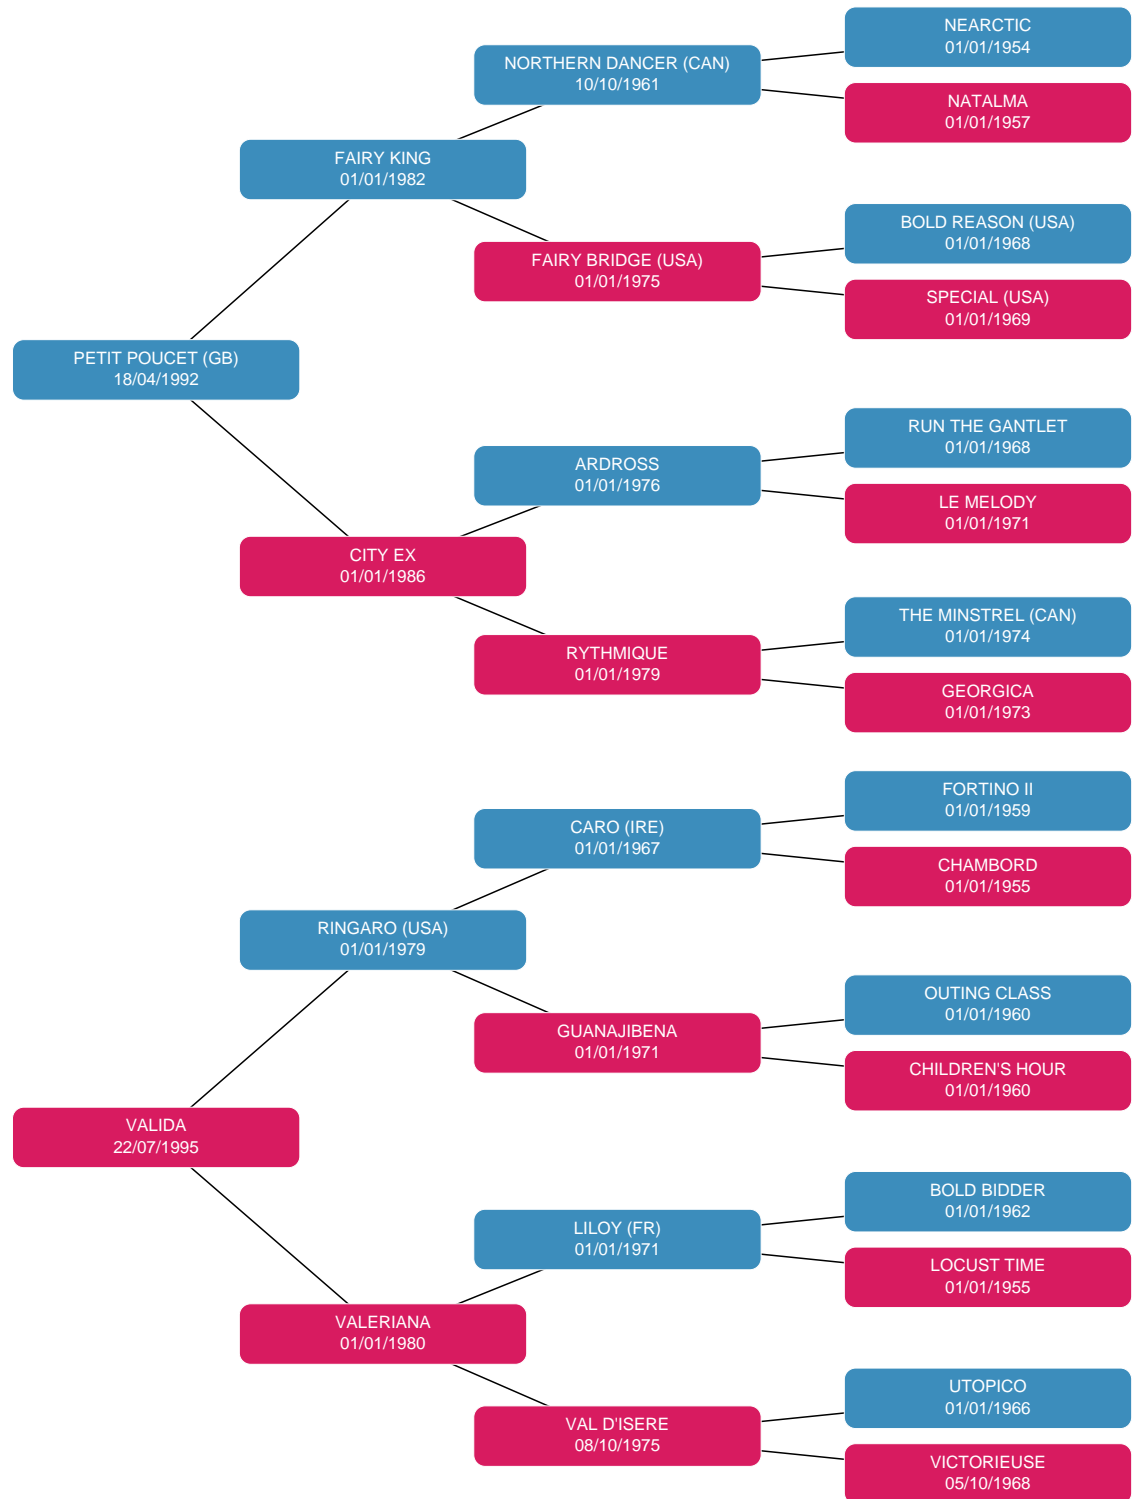 NEARCTIC
01/01/1954
NORTHERN DANCER (CAN)
10/10/1961
NATALMA
01/01/1957
FAIRY KING
01/01/1982
BOLD REASON (USA)
01/01/1968
FAIRY BRIDGE (USA)
01/01/1975
SPECIAL (USA)
01/01/1969
PETIT POUCET (GB)
18/04/1992
RUN THE GANTLET
01/01/1968
ARDROSS
01/01/1976
LE MELODY
01/01/1971
CITY EX
01/01/1986
THE MINSTREL (CAN)
01/01/1974
RYTHMIQUE
01/01/1979
GEORGICA
01/01/1973
FORTINO II
01/01/1959
CARO (IRE)
01/01/1967
CHAMBORD
01/01/1955
RINGARO (USA)
01/01/1979
OUTING CLASS
01/01/1960
GUANAJIBENA
01/01/1971
CHILDREN'S HOUR
01/01/1960
VALIDA
22/07/1995
BOLD BIDDER
01/01/1962
LILOY (FR)
01/01/1971
LOCUST TIME
01/01/1955
VALERIANA
01/01/1980
UTOPICO
01/01/1966
VAL D'ISERE
08/10/1975
VICTORIEUSE
05/10/1968